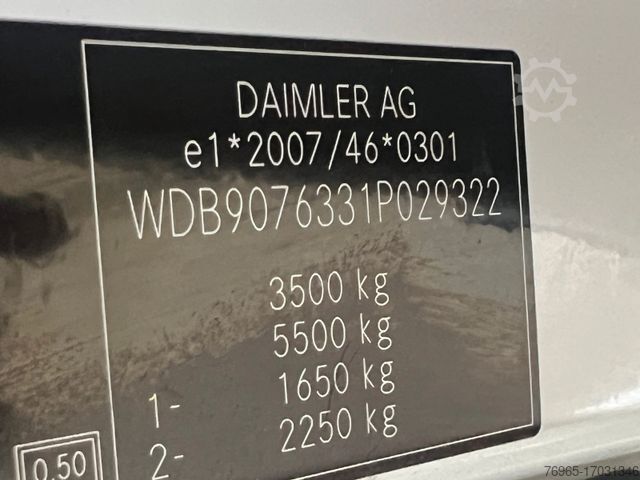 DAIMLER AG
e1*2007/46*0301
WDB9076331P029322
3500 kg
5500 kg
1- 1650 kg
2- 2250 kg
0.50
76965-17031346